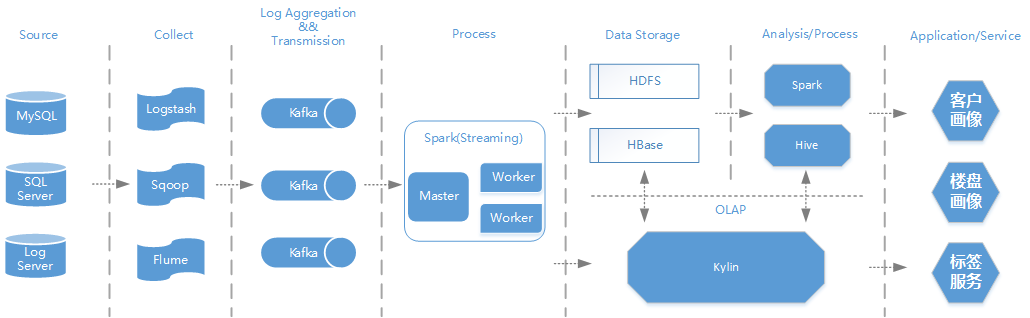 Source
Collect
Log Aggregation
&&
Transmission
Process
Data Storage
Analysis/Process
Application/Service
MySQL
SQL
Server
Log
Server
Logstash
Sqoop
Flume
Kafka
Kafka
Kafka
Spark(Streaming)
Master
Worker
Worker
HDFS
HBase
Spark
Hive
OLAP
Kylin
客户
画像
楼盘
画像
标签
服务